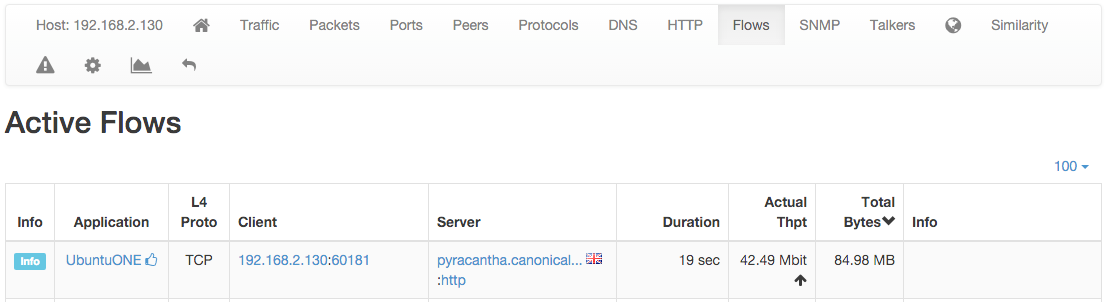 Host: 192.168.2.130 Traffic Packets Ports Peers Protocols DNS HTTP Flows SNMP Talkers Similarity
Active Flows
100
Info Application L4 Proto Client Server Duration Actual Thpt Total Bytes Info
Info UbuntuONE TCP 192.168.2.130:60181 pyracantha.canonical... :http 19 sec 42.49 Mbit 84.98 MB